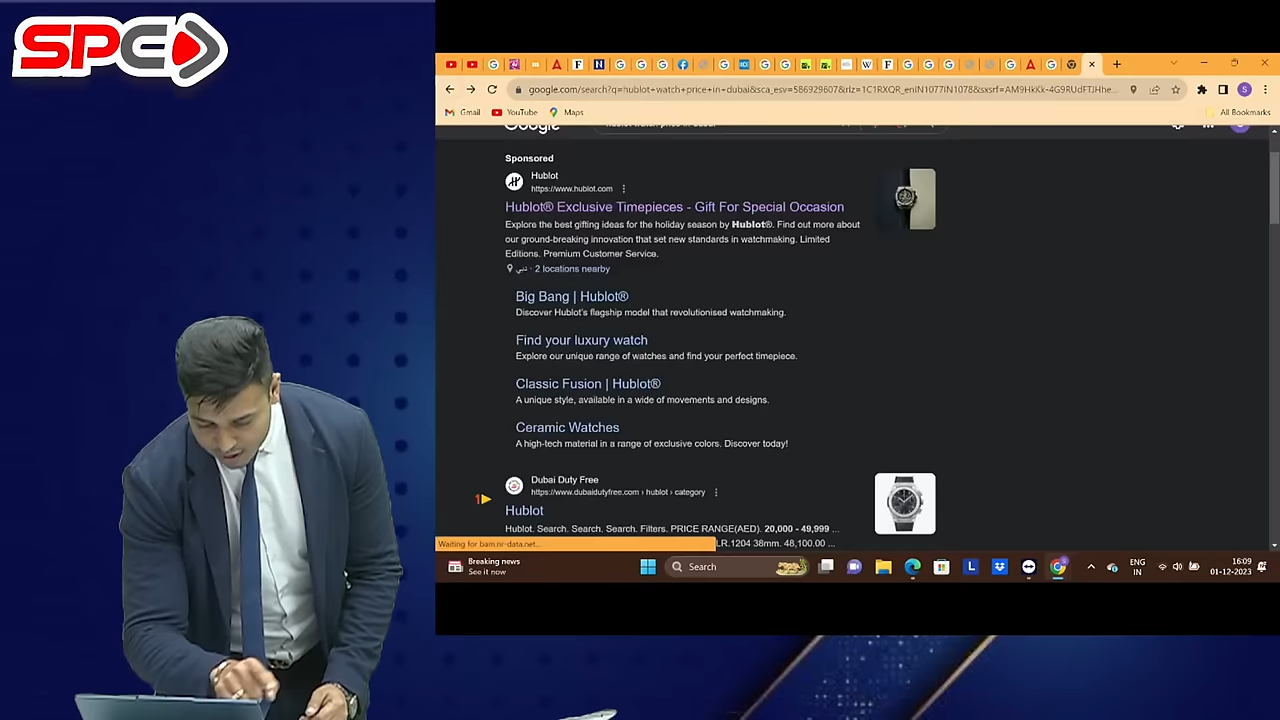 SPED
google.com/search?q=hublot+watch+price+in+dubai&sca_esv=586929607&rlz=1C1RXQR_enIN1077IN1078&sxsrf=AM9HkKk-4G9RUdFTJHhe...
Gmail YouTube Maps All Bookmarks
Google
Sponsored
Hublot
https://www.hublot.com
Hublot® Exclusive Timepieces - Gift For Special Occasion
Explore the best gifting ideas for the holiday season by Hublot®. Find out more about
our ground-breaking innovation that set new standards in watchmaking. Limited
Editions. Premium Customer Service.
دبي · 2 locations nearby
Big Bang | Hublot®
Discover Hublot's flagship model that revolutionised watchmaking.
Find your luxury watch
Explore our unique range of watches and find your perfect timepiece.
Classic Fusion | Hublot®
A unique style, available in a wide of movements and designs.
Ceramic Watches
A high-tech material in a range of exclusive colors. Discover today!
Dubai Duty Free
https://www.dubaidutyfree.com › hublot › category
1
Hublot
Hublot. Search. Search. Search. Filters. PRICE RANGE(AED). 20,000 - 49,999 ...
LR.1204 38mm. 48,100.00 ...
Waiting for bam.nr-data.net...
Breaking news
See it now
Search
ENG
IN
16:09
01-12-2023